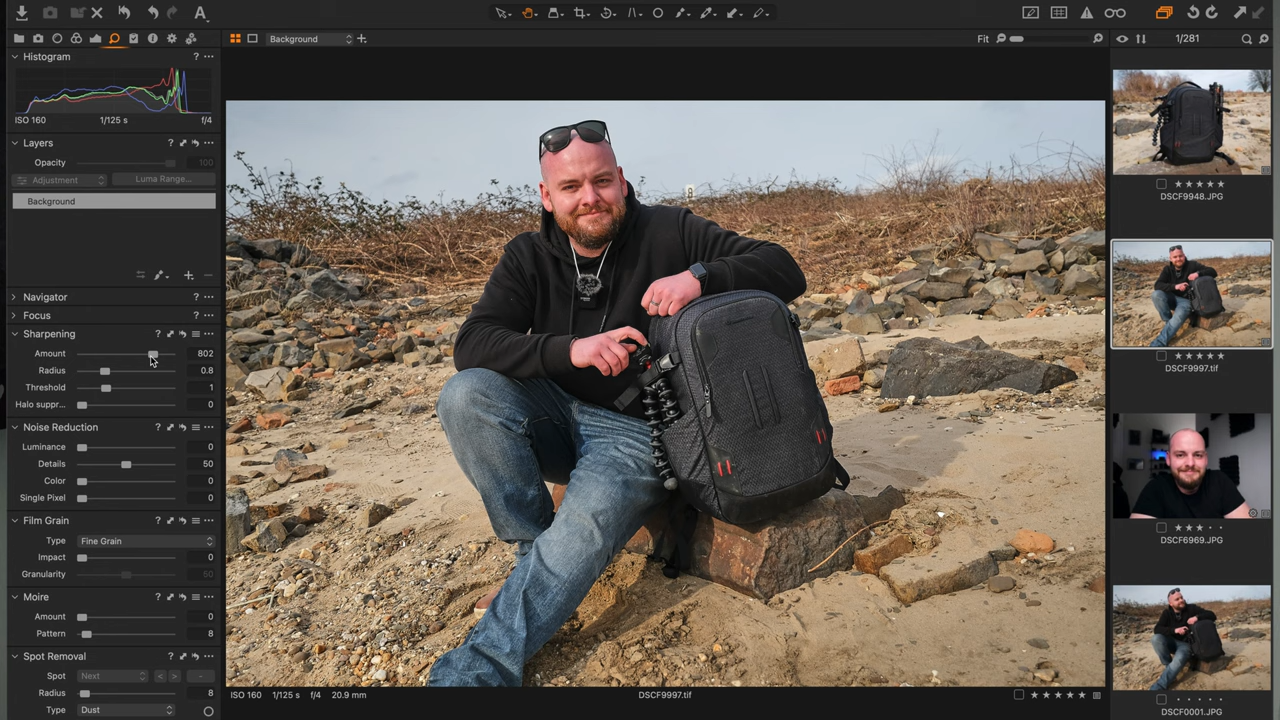 Background
Fit
1/281
Histogram
ISO 160 1/125 s f/4
Layers
Opacity 100
Adjustment Luma Range...
Background
Navigator
Focus
Sharpening
Amount 802
Radius 0.8
Threshold 1
Halo suppr... 0
Noise Reduction
Luminance 0
Details 50
Color 0
Single Pixel 0
Film Grain
Type Fine Grain
Impact 0
Granularity 50
Moire
Amount 0
Pattern 8
Spot Removal
Spot Next
Radius 8
Type Dust
ISO 160 1/125 s f/4 20.9 mm
DSCF9997.tif
DSCF9948.JPG
DSCF9997.tif
DSCF6969.JPG
DSCF0001.JPG